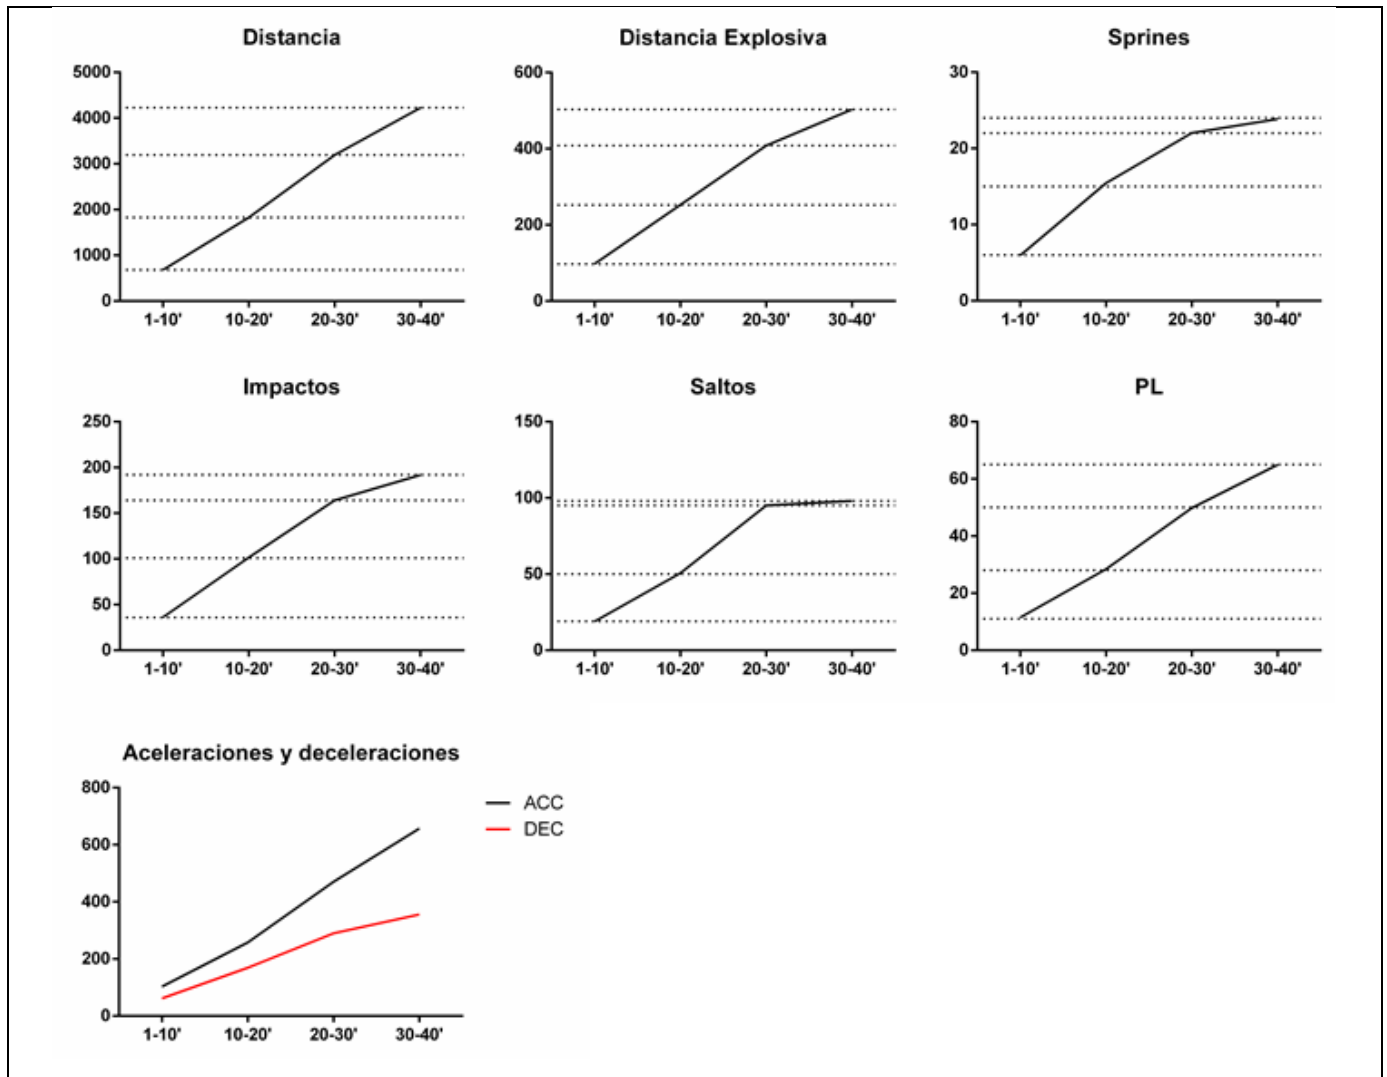 Distancia
5000
4000
3000
2000
1000
0
1-10' 10-20' 20-30' 30-40'
Distancia Explosiva
600
400
200
0
1-10' 10-20' 20-30' 30-40'
Sprines
30
20
10
0
1-10' 10-20' 20-30' 30-40'
Impactos
250
200
150
100
50
0
1-10' 10-20' 20-30' 30-40'
Saltos
150
100
50
0
1-10' 10-20' 20-30' 30-40'
PL
80
60
40
20
0
1-10' 10-20' 20-30' 30-40'
Aceleraciones y deceleraciones
800
600
400
200
0
1-10' 10-20' 20-30' 30-40'
ACC
DEC